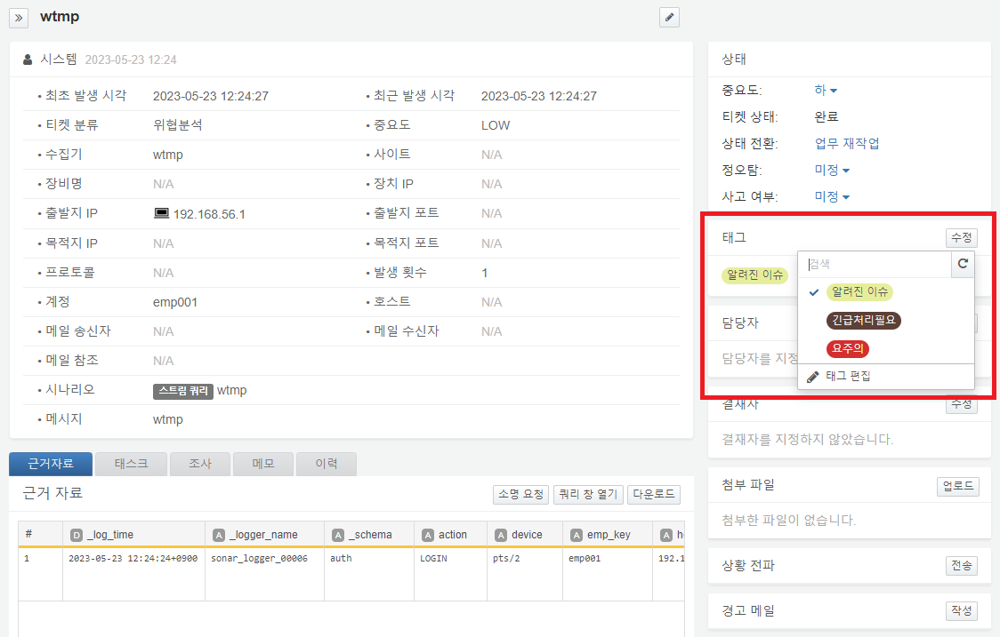 wtmp
시스템 2023-05-23 12:24
• 최초 발생 시각 2023-05-23 12:24:27 • 최근 발생 시각 2023-05-23 12:24:27
• 티켓 분류 위협분석 • 중요도 LOW
• 수집기 wtmp • 사이트 N/A
• 장비명 N/A • 장치 IP N/A
• 출발지 IP 192.168.56.1 • 출발지 포트 N/A
• 목적지 IP N/A • 목적지 포트 N/A
• 프로토콜 N/A • 발생 횟수 1
• 계정 emp001 • 호스트 N/A
• 메일 송신자 N/A • 메일 수신자 N/A
• 메일 참조 N/A
• 시나리오 스트림 쿼리 wtmp
• 메시지 wtmp
근거자료 태스크 조사 메모 이력
근거 자료 소명 요청 쿼리 창 열기 다운로드
# D _log_time A _logger_name A _schema A action A device A emp_key A
1 2023-05-23 12:24:24+0900 sonar_logger_00006 auth LOGIN pts/2 emp001 192.1
상태
중요도: 하
티켓 상태: 완료
상태 전환: 업무 재작업
정오탐: 미정
사고 여부: 미정
태그 수정
알려진 이슈
검색
알려진 이슈
긴급처리필요
요주의
태그 편집
담당자
담당자를 지정
결재자 수정
결재자를 지정하지 않았습니다.
첨부 파일 업로드
첨부한 파일이 없습니다.
상황 전파 전송
경고 메일 작성